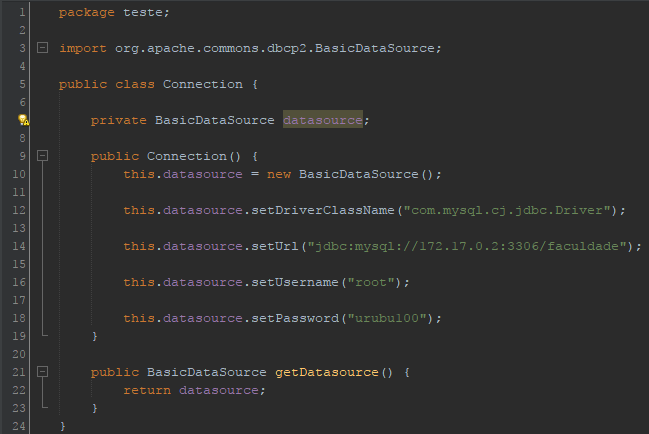 1 package teste;
2
3 import org.apache.commons.dbcp2.BasicDataSource;
4
5 public class Connection {
6
private BasicDataSource datasource;
8
9 public Connection() {
10 this.datasource = new BasicDataSource();
11
12 this.datasource.setDriverClassName("com.mysql.cj.jdbc.Driver");
13
14 this.datasource.setUrl("jdbc:mysql://172.17.0.2:3306/faculdade");
15
16 this.datasource.setUsername("root");
17
18 this.datasource.setPassword("urubu100");
19 }
20
21 public BasicDataSource getDatasource() {
22 return datasource;
23 }
24 }